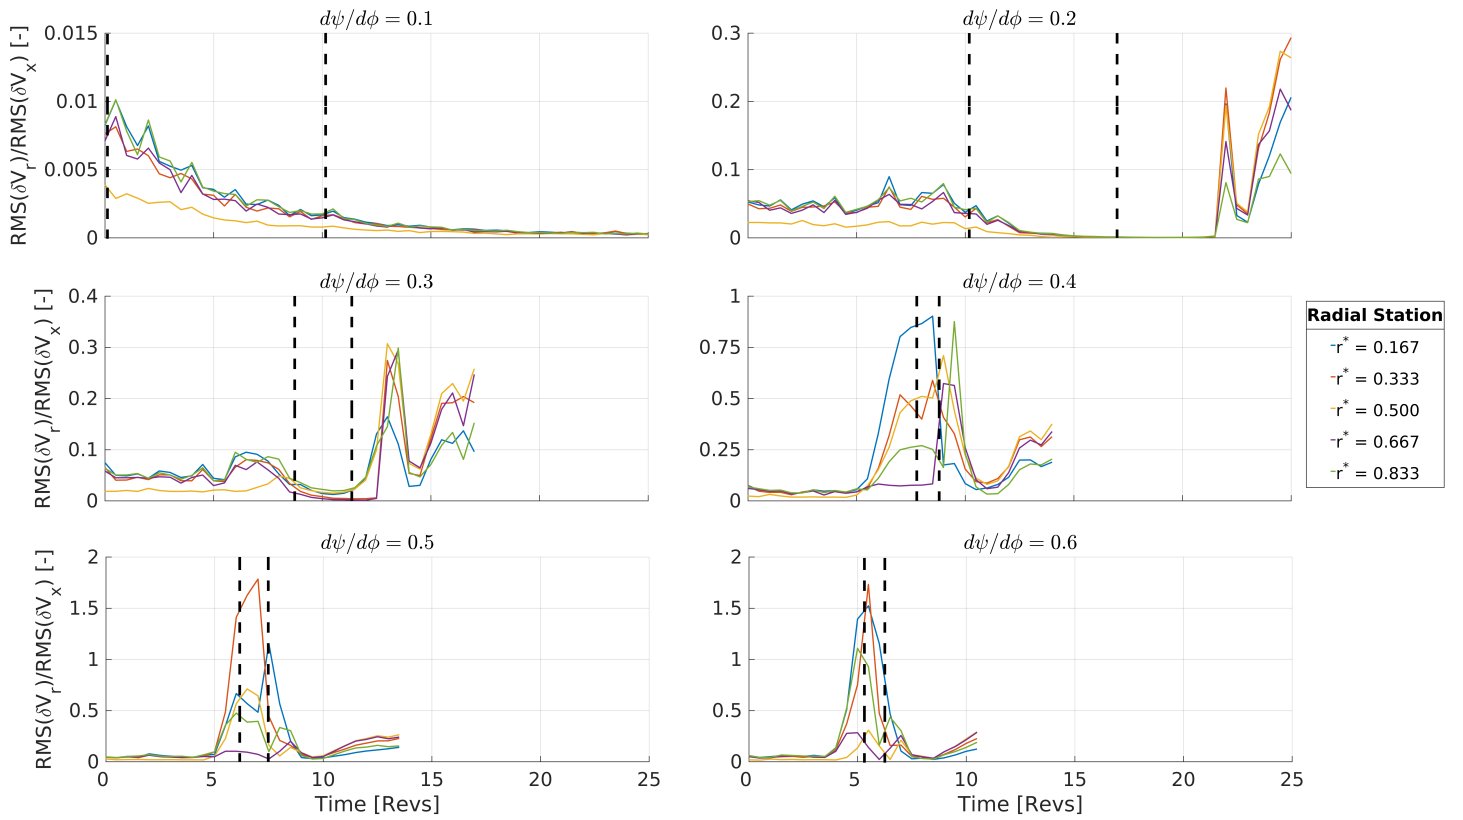 dψ/dϕ = 0.1
dψ/dϕ = 0.2
RMS(δV_r)/RMS(δV_x) [-]
0.015
0.01
0.005
0
0.3
0.2
0.1
0
dψ/dϕ = 0.3
dψ/dϕ = 0.4
RMS(δV_r)/RMS(δV_x) [-]
0.4
0.3
0.2
0.1
0
1
0.75
0.5
0.25
0
Radial Station
r* = 0.167
r* = 0.333
r* = 0.500
r* = 0.667
r* = 0.833
dψ/dϕ = 0.5
dψ/dϕ = 0.6
RMS(δV_r)/RMS(δV_x) [-]
2
1.5
1
0.5
0
2
1.5
1
0.5
0
0 5 10 15 20 25
0 5 10 15 20 25
Time [Revs]
Time [Revs]